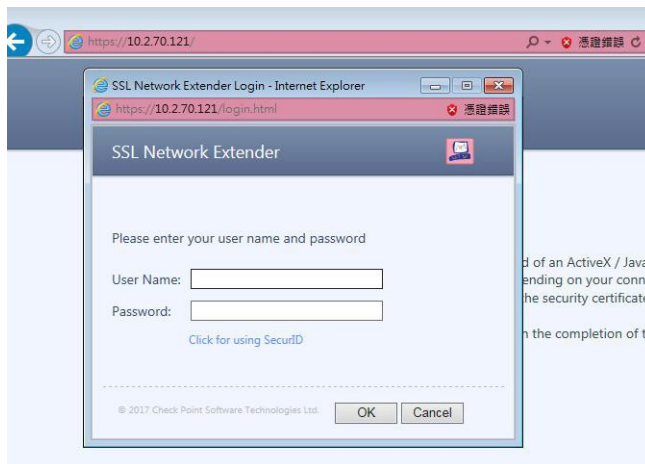 https://10.2.70.121/
憑證錯誤
SSL Network Extender Login - Internet Explorer
https://10.2.70.121/login.html
憑證錯誤
SSL Network Extender
Please enter your user name and password
User Name:
Password:
Click for using SecurID
© 2017 Check Point Software Technologies Ltd.
OK
Cancel
d of an ActiveX / Java
ending on your conn
the security certificate
n the completion of t